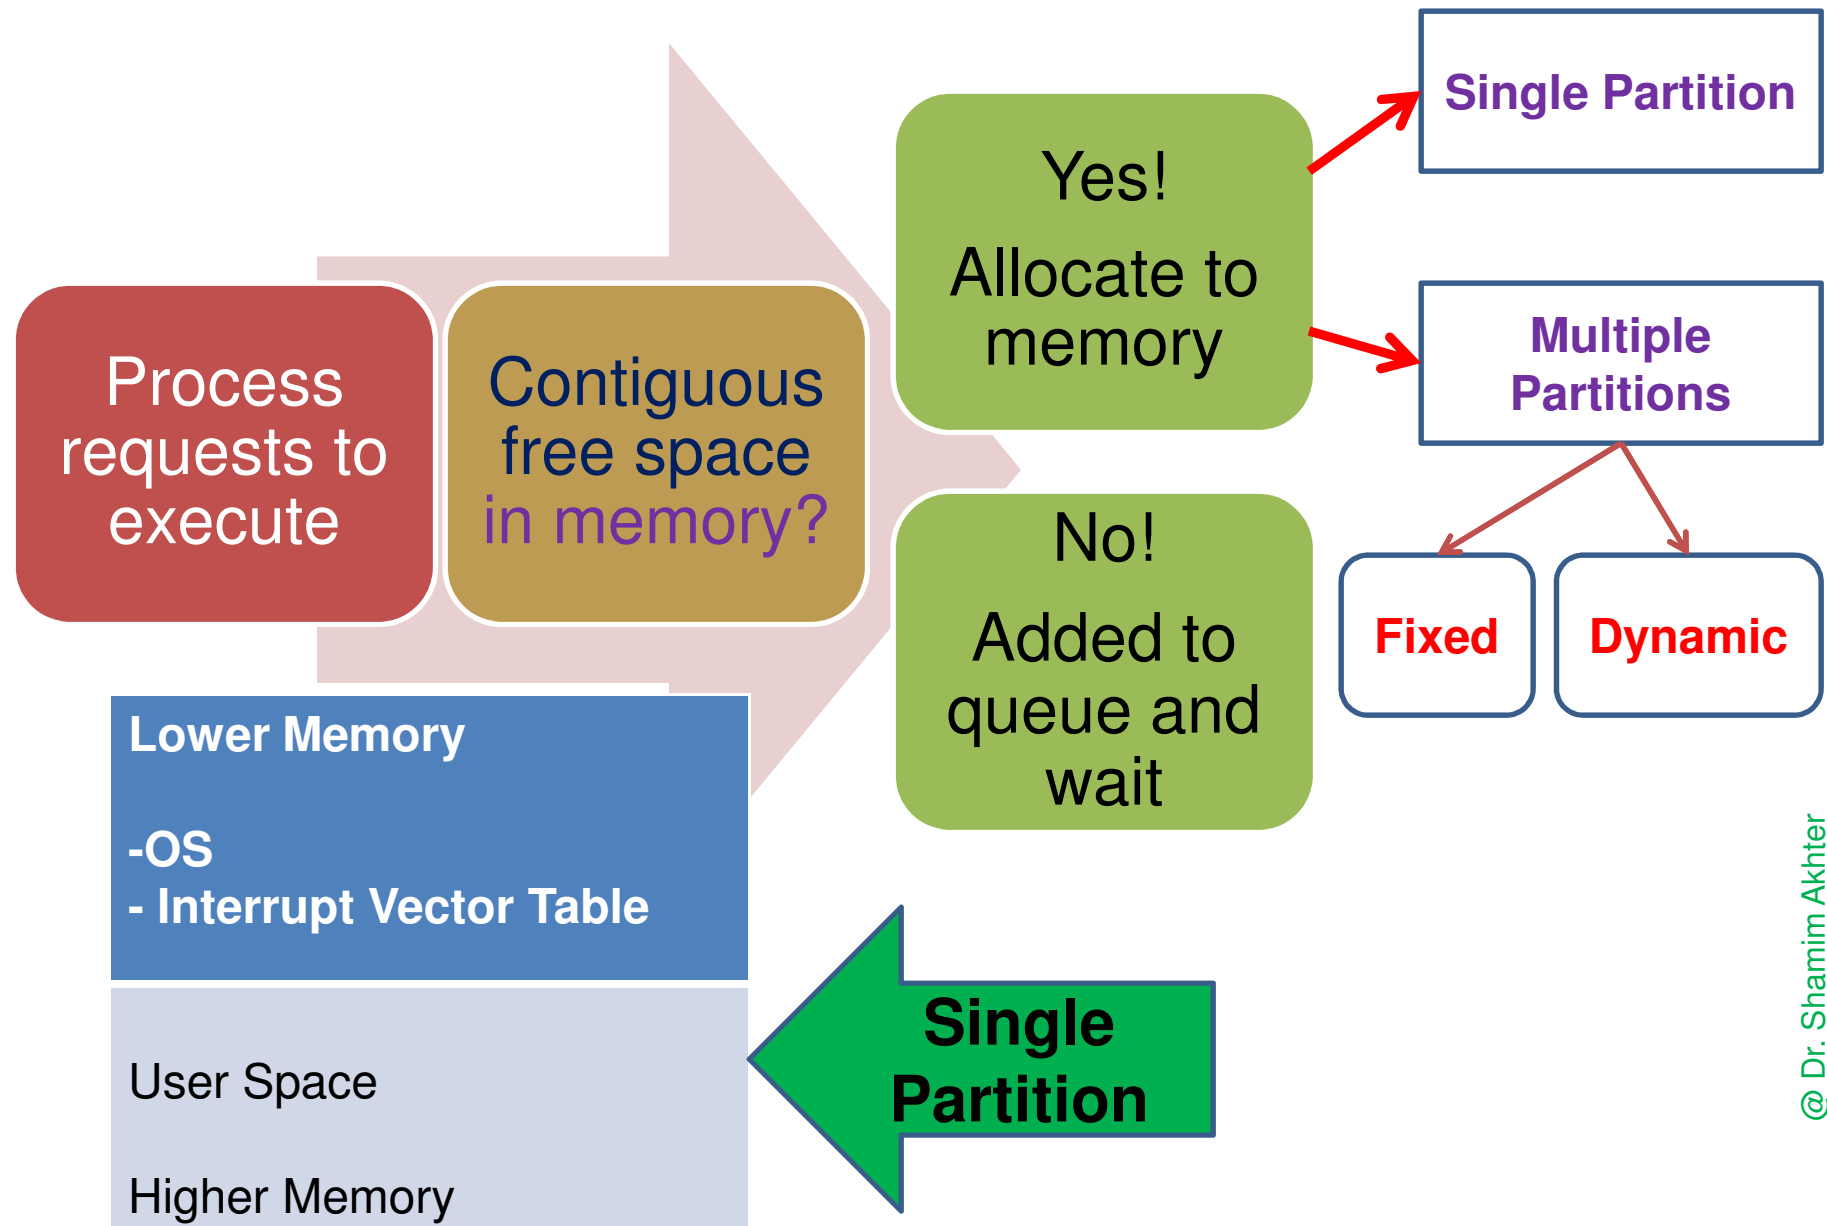 Process
requests to
execute
Contiguous
free space
in memory?
Yes!
Allocate to
memory
No!
Added to
queue and
wait
Single Partition
Multiple
Partitions
Fixed
Dynamic
Lower Memory
-OS
- Interrupt Vector Table
User Space
Higher Memory
Single
Partition
@ Dr. Shamim Akhter